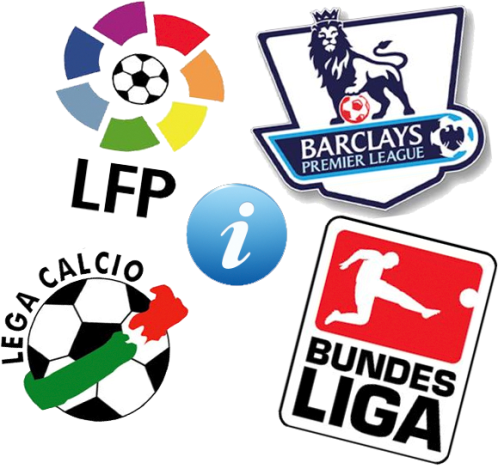 LFP
BARCLAYS
PREMIER LEAGUE
i
LEGA CALCIO
BUNDES
LIGA